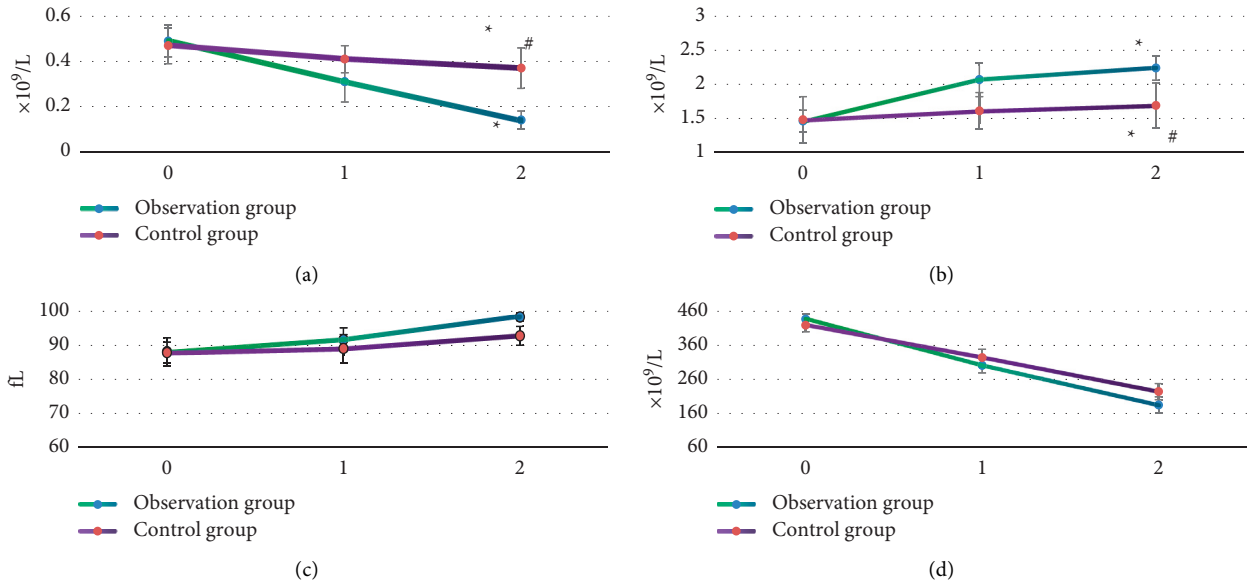 0.6
0.4
0.2
0
×10⁹/L
*
#
*
0
1
2
Observation group
Control group
(a)
3
2.5
2
1.5
1
×10⁹/L
*
*
#
0
1
2
Observation group
Control group
(b)
100
90
80
70
60
fL
0
1
2
Observation group
Control group
(c)
460
360
260
160
60
×10⁹/L
0
1
2
Observation group
Control group
(d)